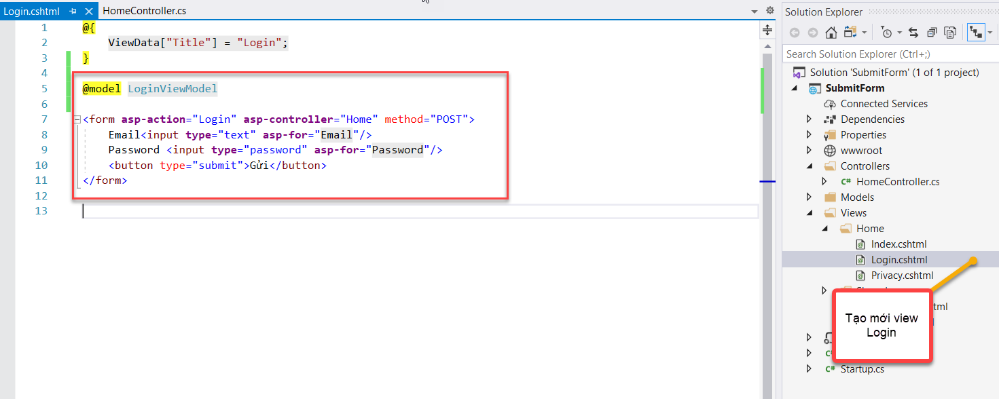 Login.cshtml
HomeController.cs
1 @{
2 ViewData["Title"] = "Login";
3 }
4
5 @model LoginViewModel
6
7 <form asp-action="Login" asp-controller="Home" method="POST">
8 Email<input type="text" asp-for="Email"/>
9 Password <input type="password" asp-for="Password"/>
10 <button type="submit">Gửi</button>
11 </form>
12
13
Solution Explorer
Search Solution Explorer (Ctrl+;)
Solution 'SubmitForm' (1 of 1 project)
SubmitForm
Connected Services
Dependencies
Properties
wwwroot
Controllers
C# HomeController.cs
Models
Views
Home
Index.cshtml
Login.cshtml
Privacy.cshtml
Tạo mới view
Login
C# Startup.cs